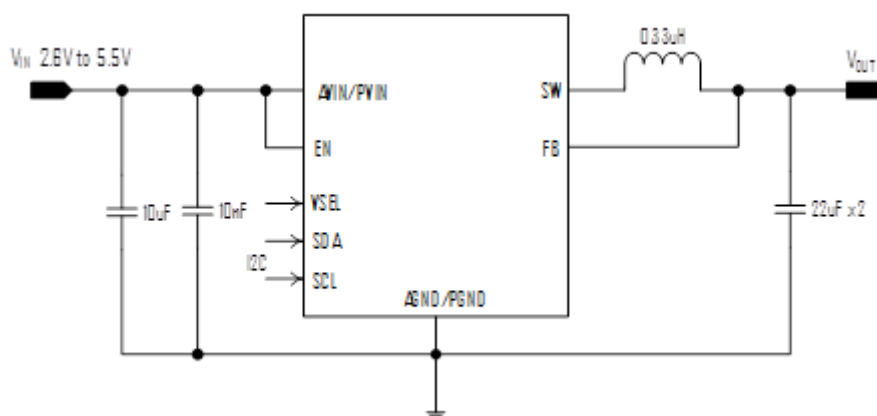 0.33uH
VIN 2.6V to 5.5V
VOUT
AVIN/PVIN
SW
EN
FB
VSEL
10uF
10nF
22uF x2
SDA
I2C
SCL
AGND/PGND